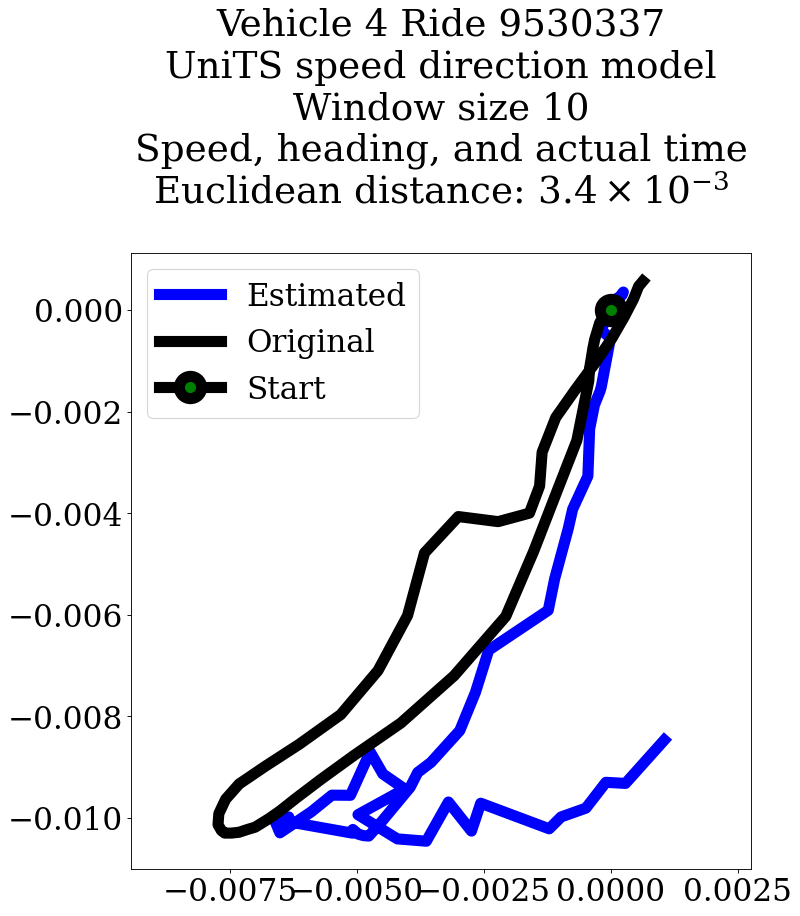 Vehicle 4 Ride 9530337
UniTS speed direction model
Window size 10
Speed, heading, and actual time
Euclidean distance: 3.4 × 10⁻³
Estimated
Original
Start
0.000
−0.002
−0.004
−0.006
−0.008
−0.010
−0.0075 −0.0050 −0.0025 0.0000 0.0025